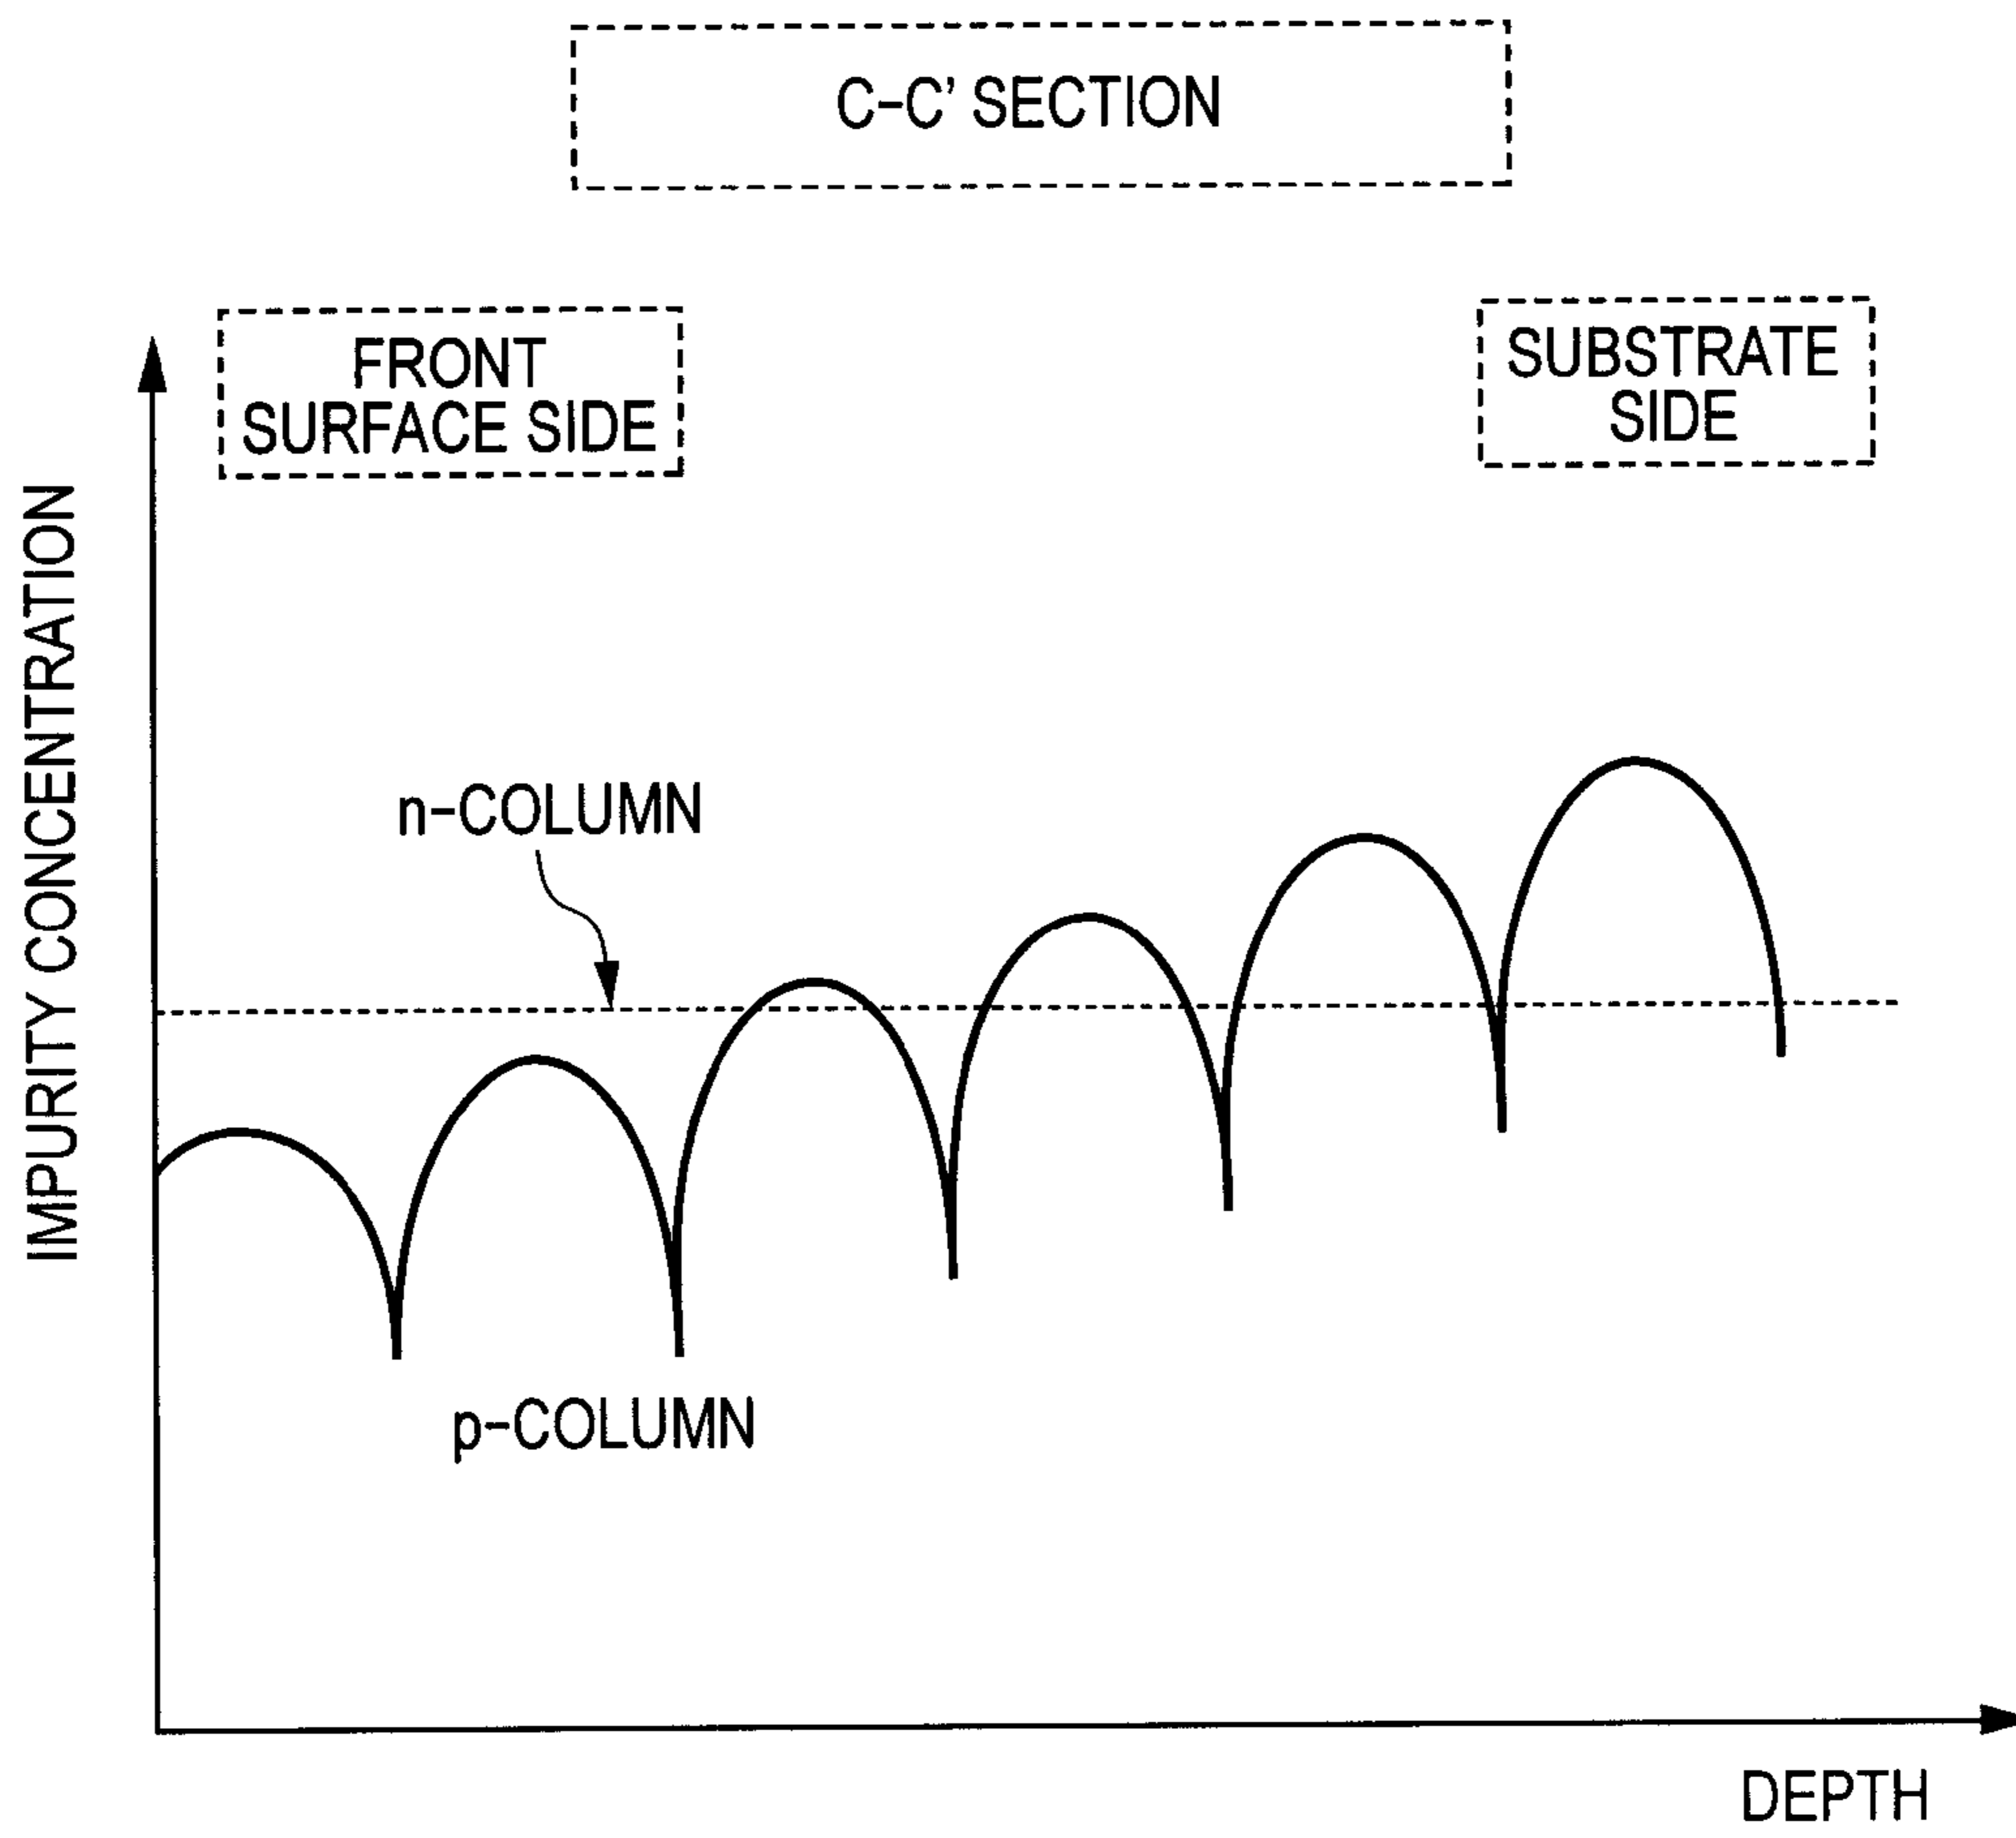 C-C' SECTION
FRONT
SURFACE SIDE
SUBSTRATE
SIDE
IMPURITY CONCENTRATION
n-COLUMN
p-COLUMN
DEPTH